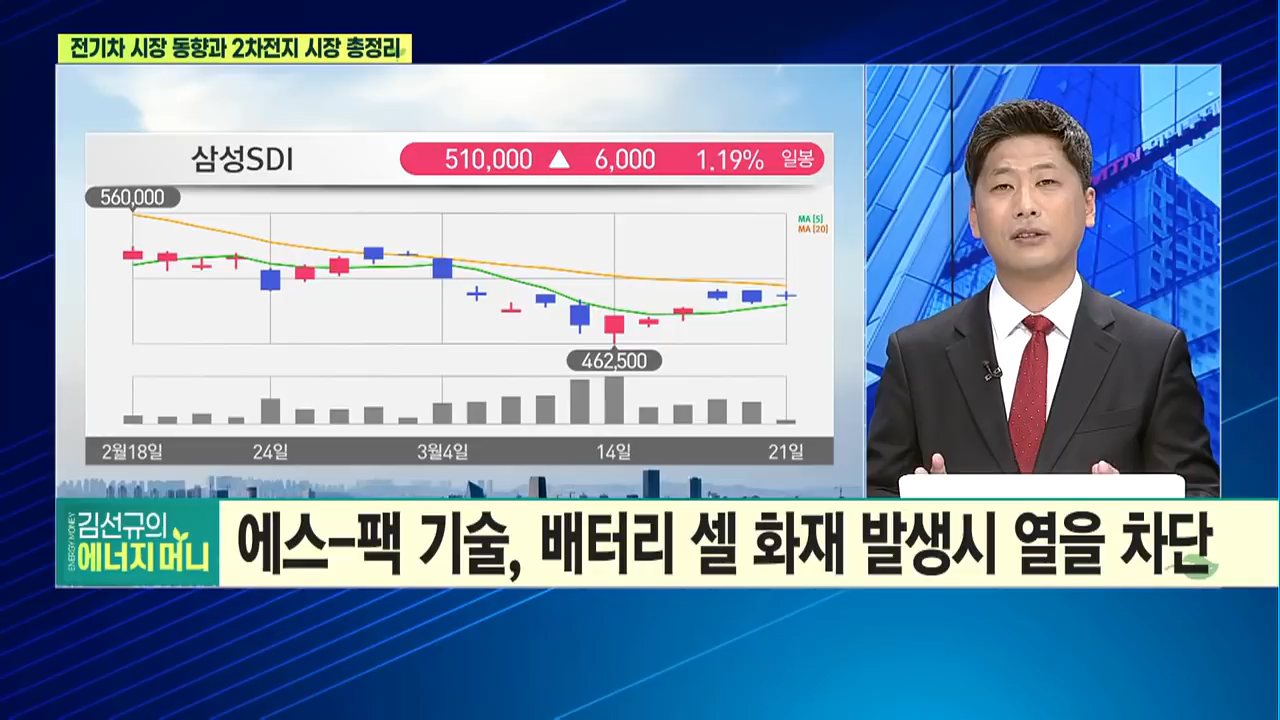 전기차 시장 동향과 2차전지 시장 총정리
삼성SDI
510,000 ▲ 6,000 1.19% 일봉
560,000
MA [5]
MA [20]
462,500
2월18일 24일 3월4일 14일 21일
MTN
ENERGY MONEY
김선규의
에너지 머니
에스-팩 기술, 배터리 셀 화재 발생시 열을 차단